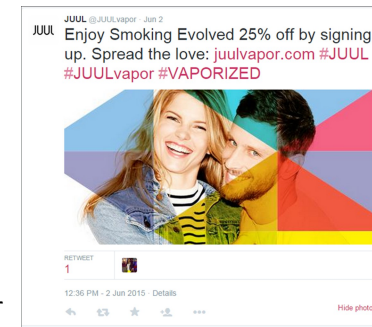 JUUL @JUULvapor · Jun 2
JUUL
Enjoy Smoking Evolved 25% off by signing
up. Spread the love: juulvapor.com #JUUL
#JUULvapor #VAPORIZED
RETWEET
1
12:36 PM - 2 Jun 2015 · Details
Hide photo